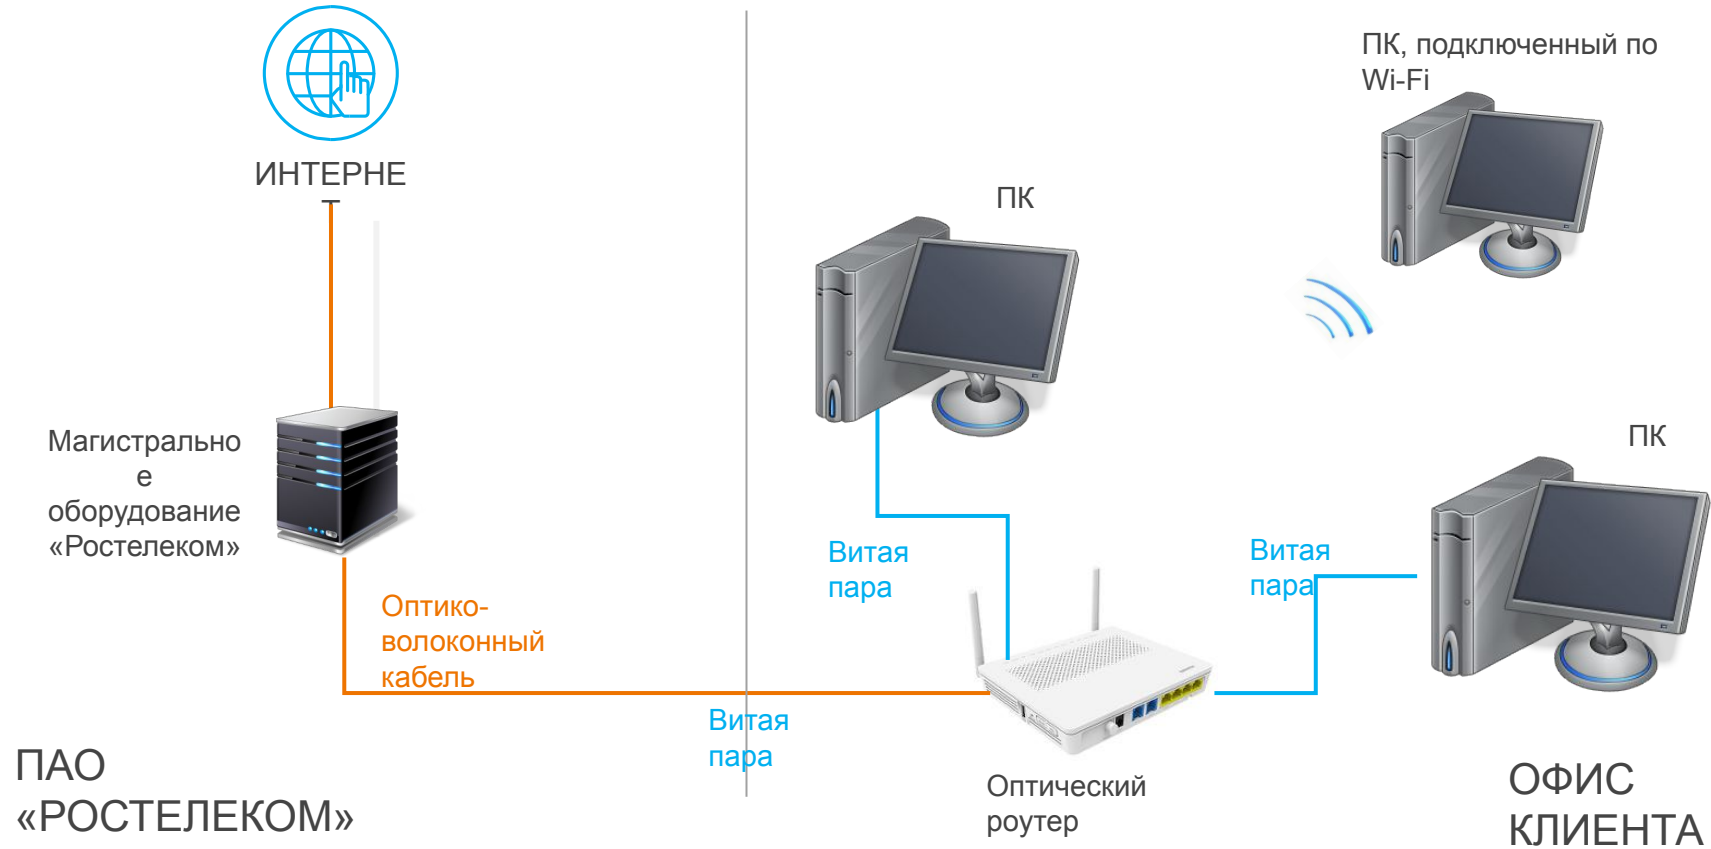 ИНТЕРНЕ
Т
ПК, подключенный по
Wi-Fi
ПК
Магистрально
е
оборудование
«Ростелеком»
ПК
Витая
пара
Витая
пара
Оптико-
волоконный
кабель
Витая
пара
Оптический
роутер
ПАО
«РОСТЕЛЕКОМ»
ОФИС
КЛИЕНТА